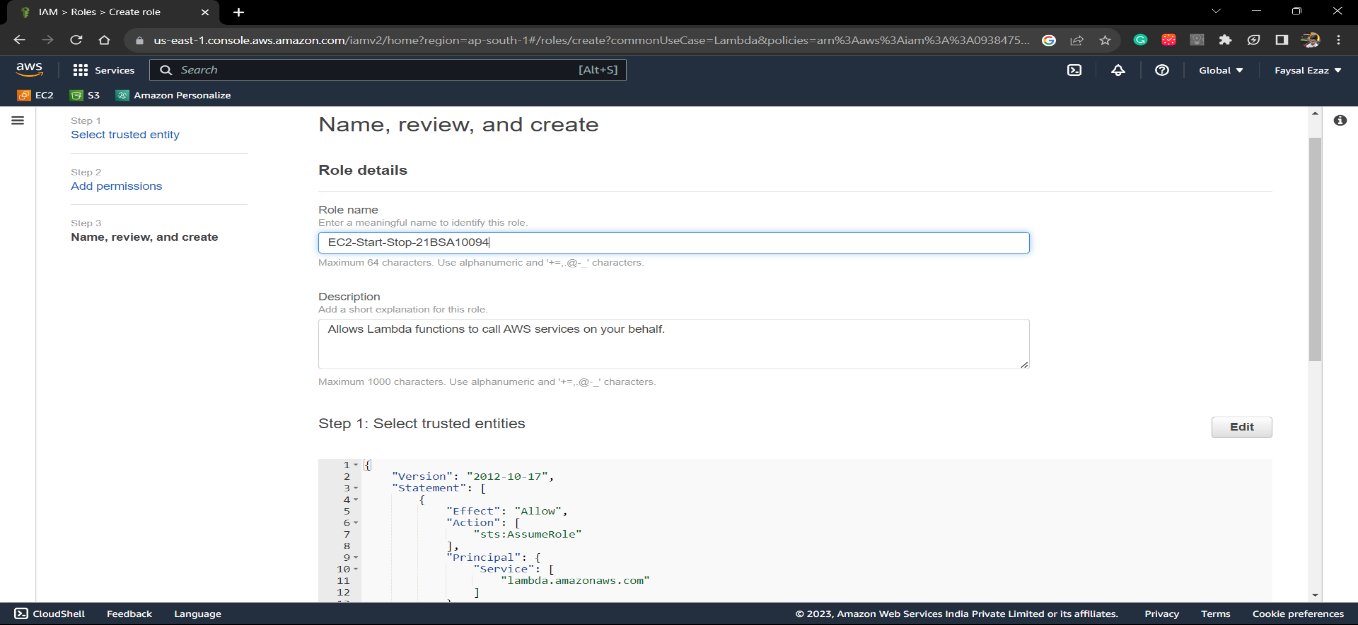 IAM > Roles > Create role
us-east-1.console.aws.amazon.com/iamv2/home?region=ap-south-1#/roles/create?commonUseCase=Lambda&policies=arn%3Aaws%3Aiam%3A%3A0938475...
aws
Services
Search
[Alt+S]
Global
Faysal Ezaz
EC2
S3
Amazon Personalize
Step 1
Select trusted entity
Step 2
Add permissions
Step 3
Name, review, and create
Name, review, and create
Role details
Role name
Enter a meaningful name to identify this role.
EC2-Start-Stop-21BSA10094
Maximum 64 characters. Use alphanumeric and '+=,.@-_' characters.
Description
Add a short explanation for this role.
Allows Lambda functions to call AWS services on your behalf.
Maximum 1000 characters. Use alphanumeric and '+=,.@-_' characters.
Step 1: Select trusted entities
Edit
1 {
2 "Version": "2012-10-17",
3 "Statement": [
4 {
5 "Effect": "Allow",
6 "Action": [
7 "sts:AssumeRole"
8 ],
9 "Principal": {
10 "Service": [
11 "lambda.amazonaws.com"
12 ]
CloudShell
Feedback
Language
© 2023, Amazon Web Services India Private Limited or its affiliates.
Privacy
Terms
Cookie preferences